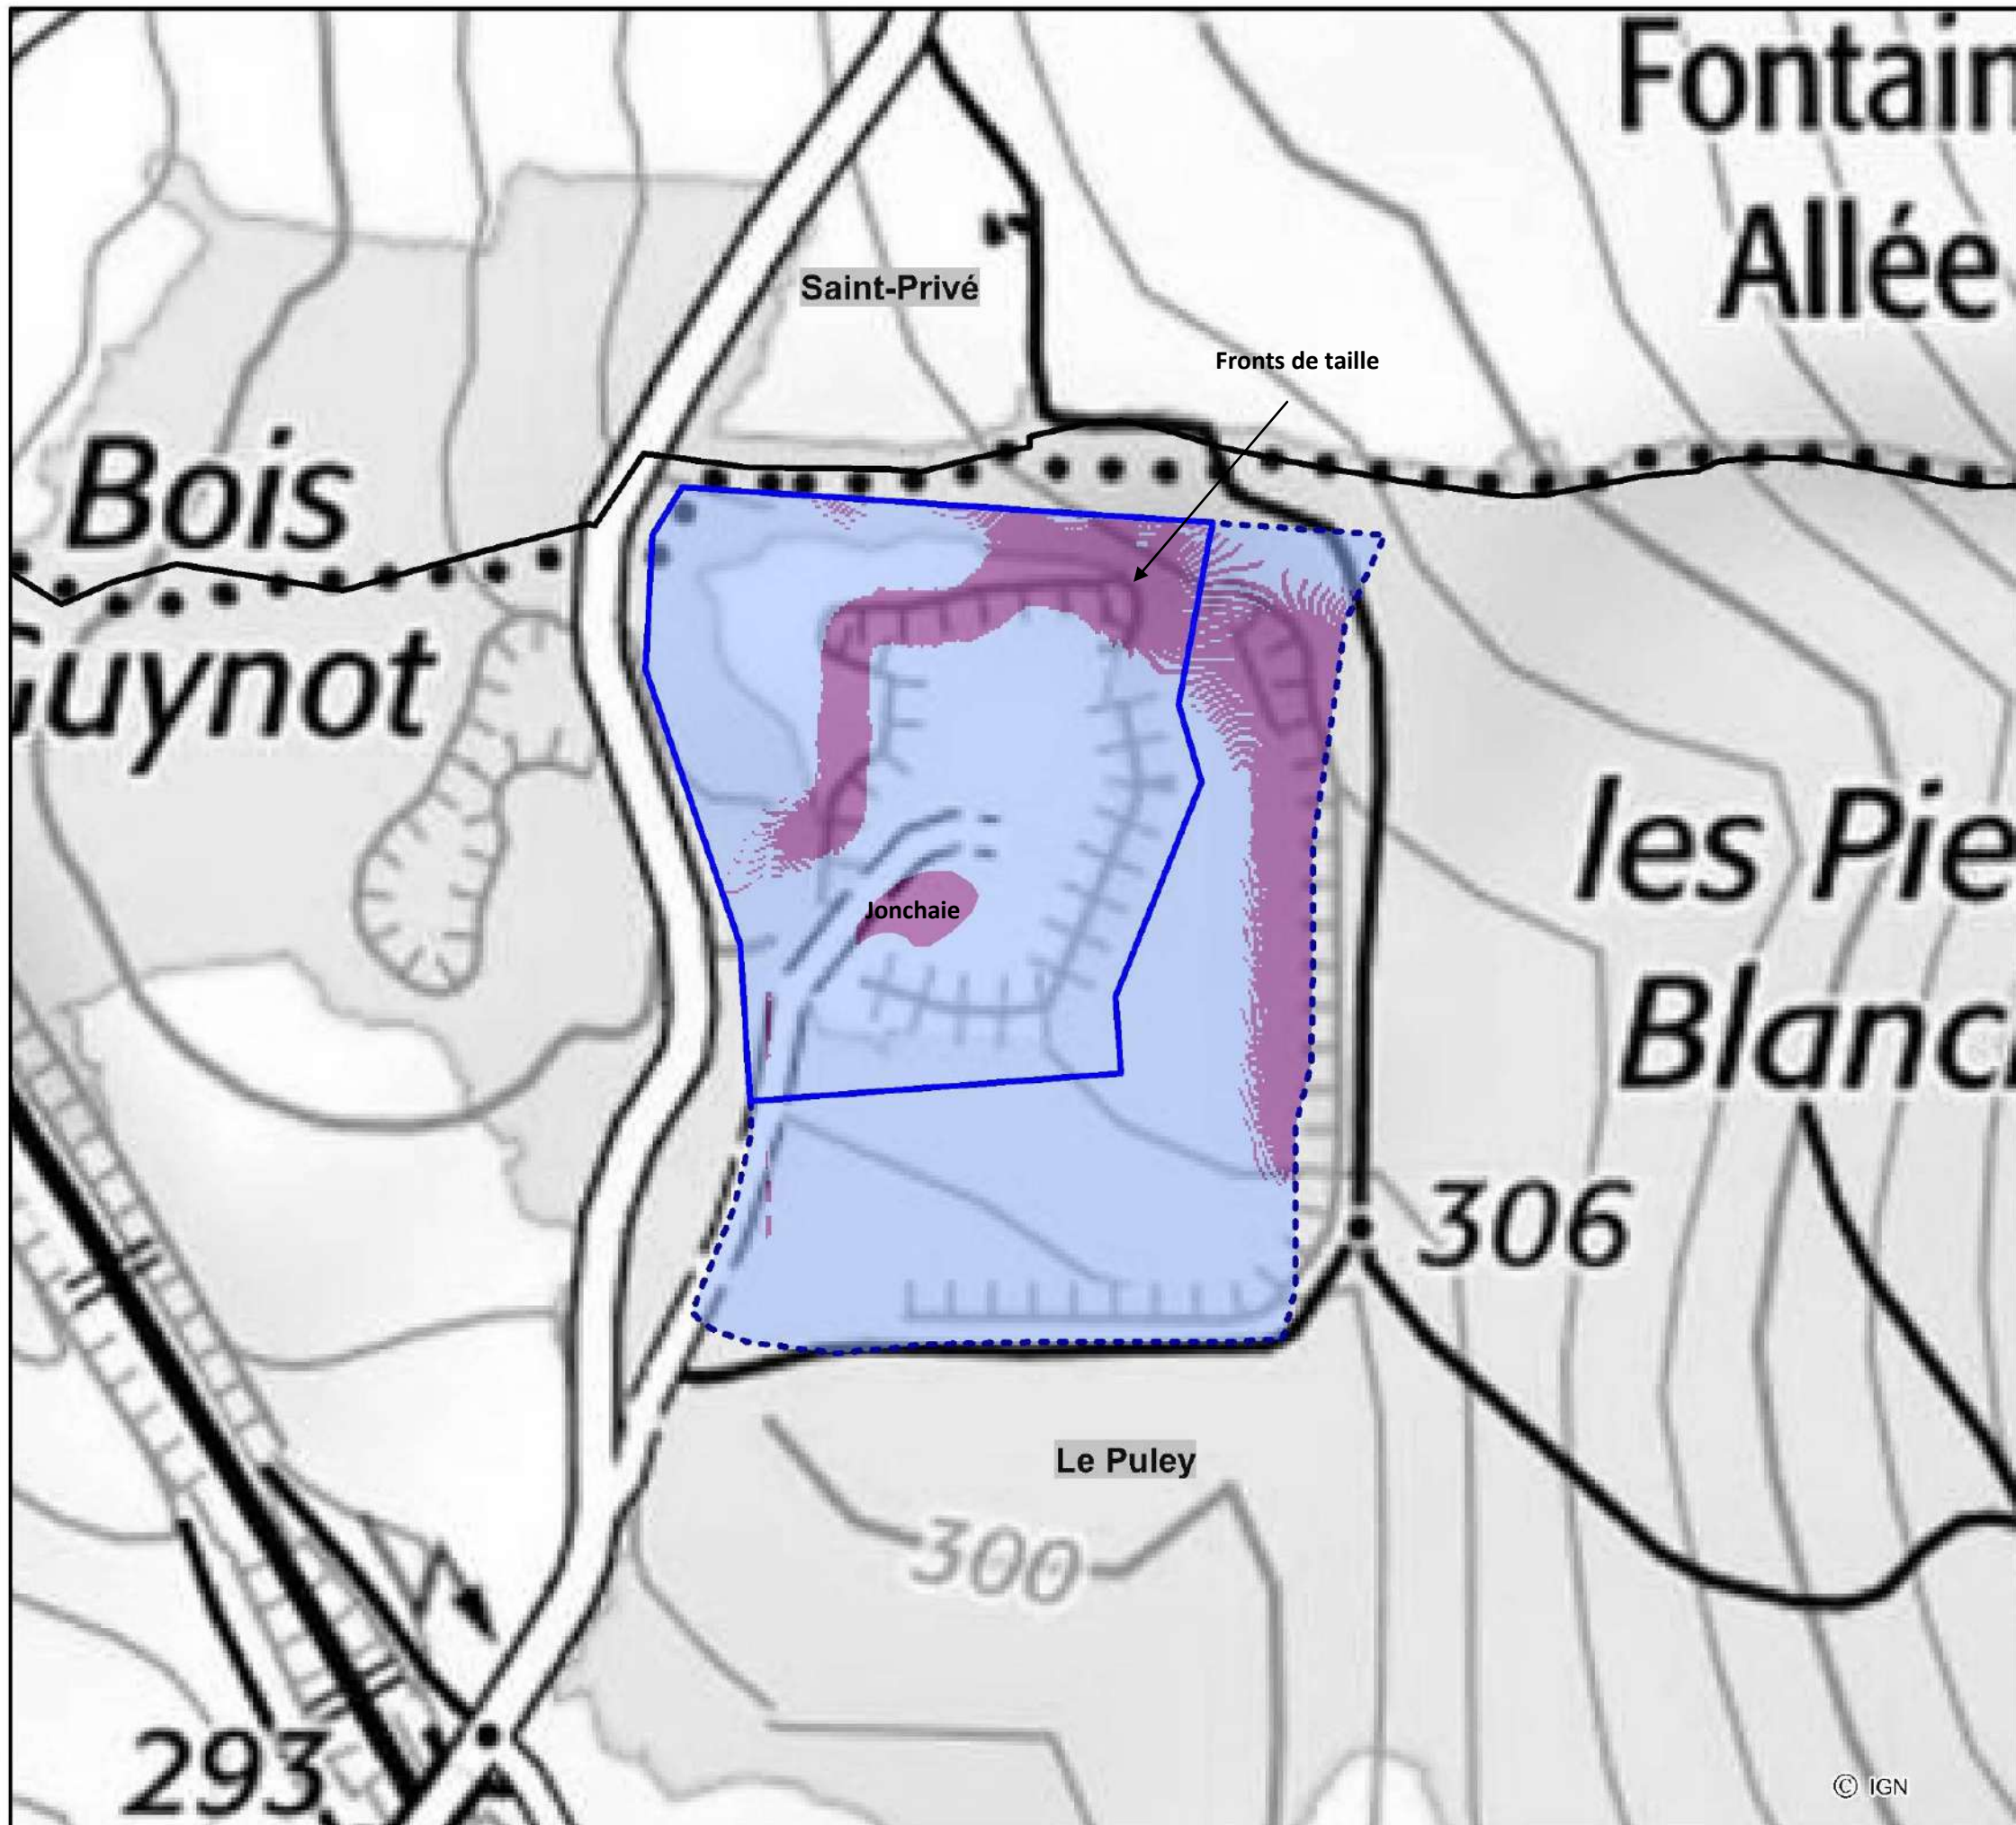 Fontain
Allée
Saint-Privé
Fronts de taille
Bois
Guynot
les Pie
Blanc
Jonchaie
306
Le Puley
300
293
© IGN